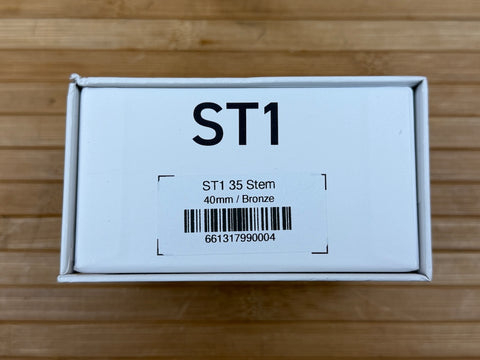 ST1
ST1 35 Stem
40mm / Bronze
661317990004